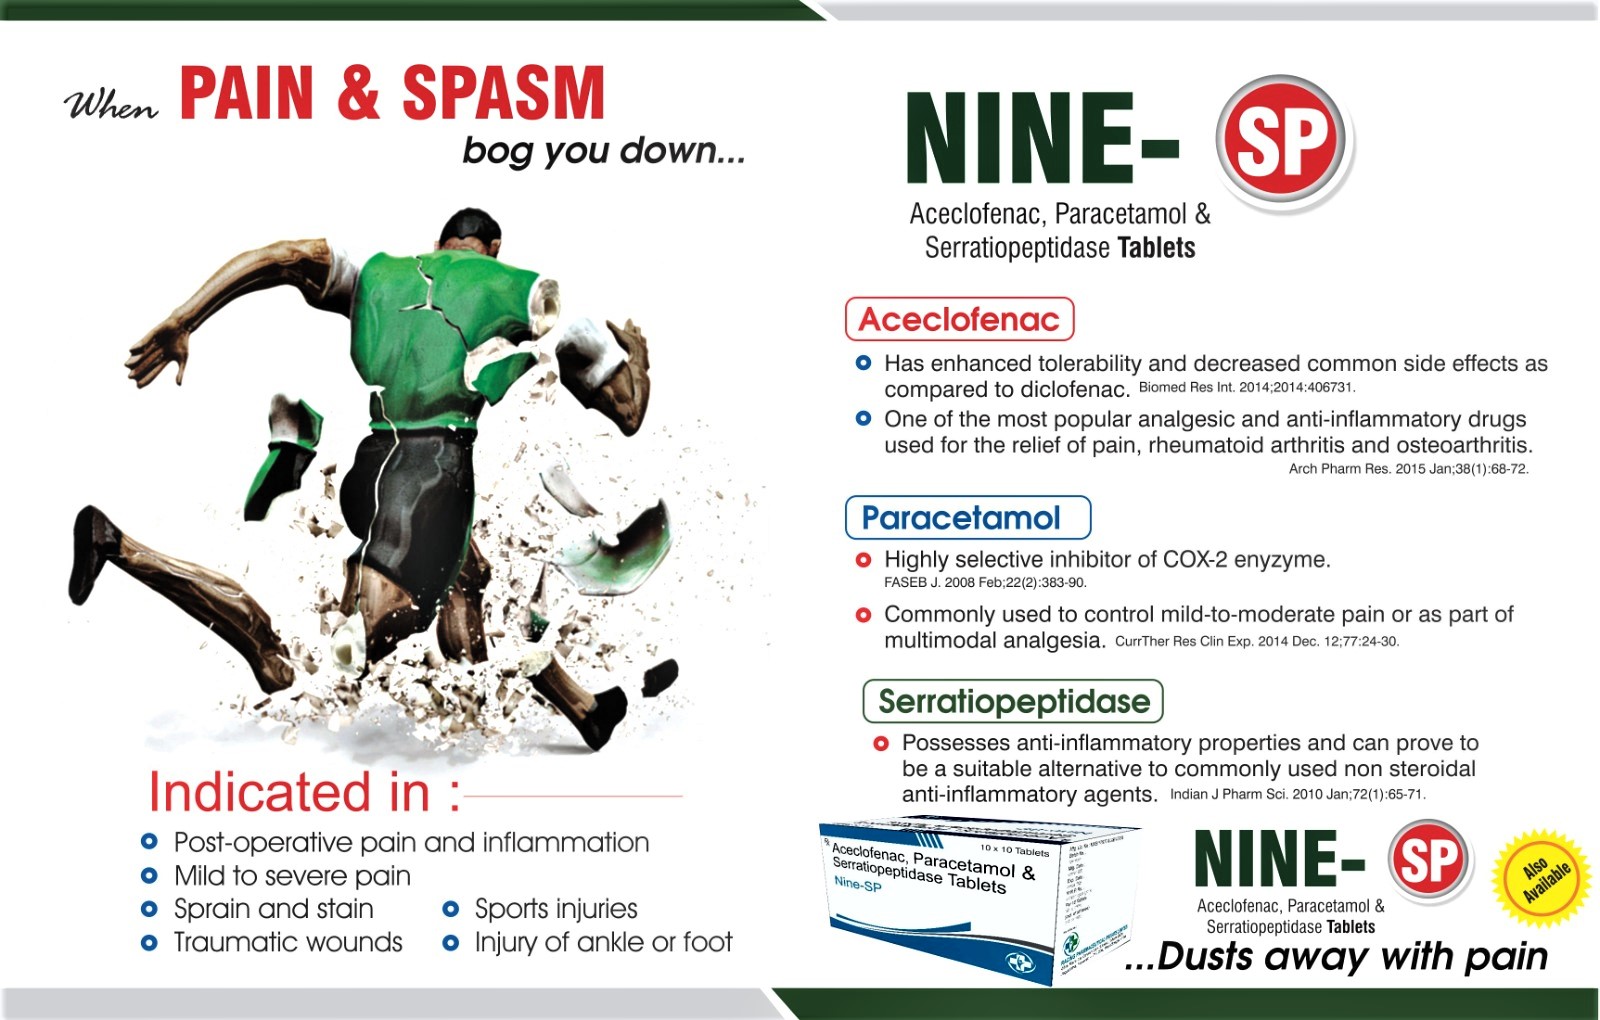 When PAIN & SPASM
bog you down...
Indicated in :
Post-operative pain and inflammation
Mild to severe pain
Sprain and stain
Traumatic wounds
Sports injuries
Injury of ankle or foot
NINE- SP
Aceclofenac, Paracetamol &
Serratiopeptidase Tablets
Aceclofenac
Has enhanced tolerability and decreased common side effects as
compared to diclofenac. Biomed Res Int. 2014;2014:406731.
One of the most popular analgesic and anti-inflammatory drugs
used for the relief of pain, rheumatoid arthritis and osteoarthritis.
Arch Pharm Res. 2015 Jan;38(1):68-72.
Paracetamol
Highly selective inhibitor of COX-2 enyzyme.
FASEB J. 2008 Feb;22(2):383-90.
Commonly used to control mild-to-moderate pain or as part of
multimodal analgesia. CurrTher Res Clin Exp. 2014 Dec. 12;77:24-30.
Serratiopeptidase
Possesses anti-inflammatory properties and can prove to
be a suitable alternative to commonly used non steroidal
anti-inflammatory agents. Indian J Pharm Sci. 2010 Jan;72(1):65-71.
10 x 10 Tablets
Aceclofenac, Paracetamol &
Serratiopeptidase Tablets
Nine-SP
NINE- SP
Aceclofenac, Paracetamol &
Serratiopeptidase Tablets
Also
Available
...Dusts away with pain